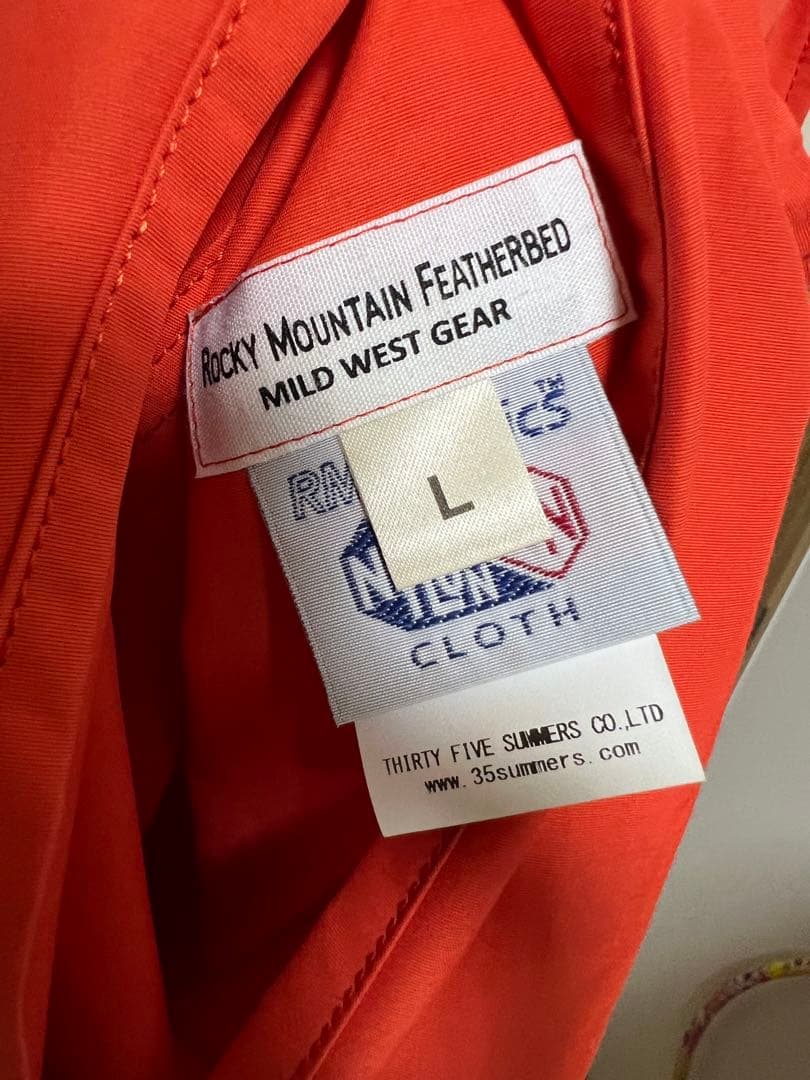 ROCKY MOUNTAIN FEATHERBED
MILD WEST GEAR
L
CLOTH
THIRTY FIVE SUMMERS CO.,LTD
www.35summers.com